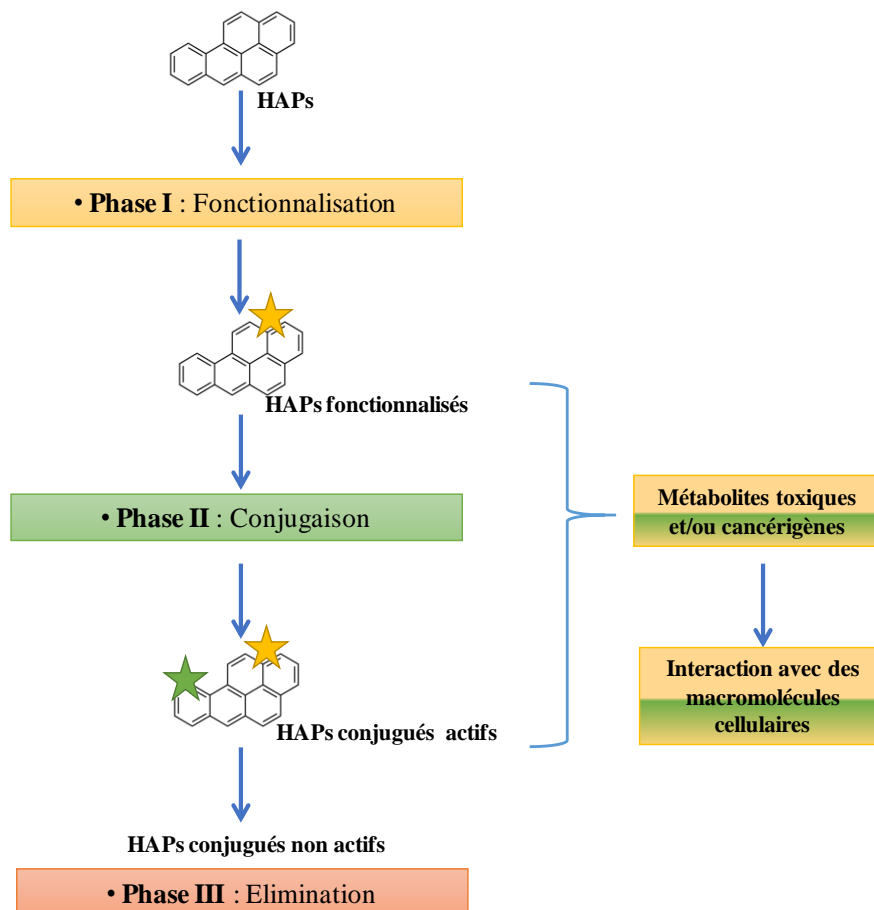 HAPs
• Phase I : Fonctionnalisation
HAPs fonctionnalisés
• Phase II : Conjugaison
Métabolites toxiques
et/ou cancérigènes
Interaction avec des
macromolécules
cellulaires
HAPs conjugués actifs
HAPs conjugués non actifs
• Phase III : Elimination